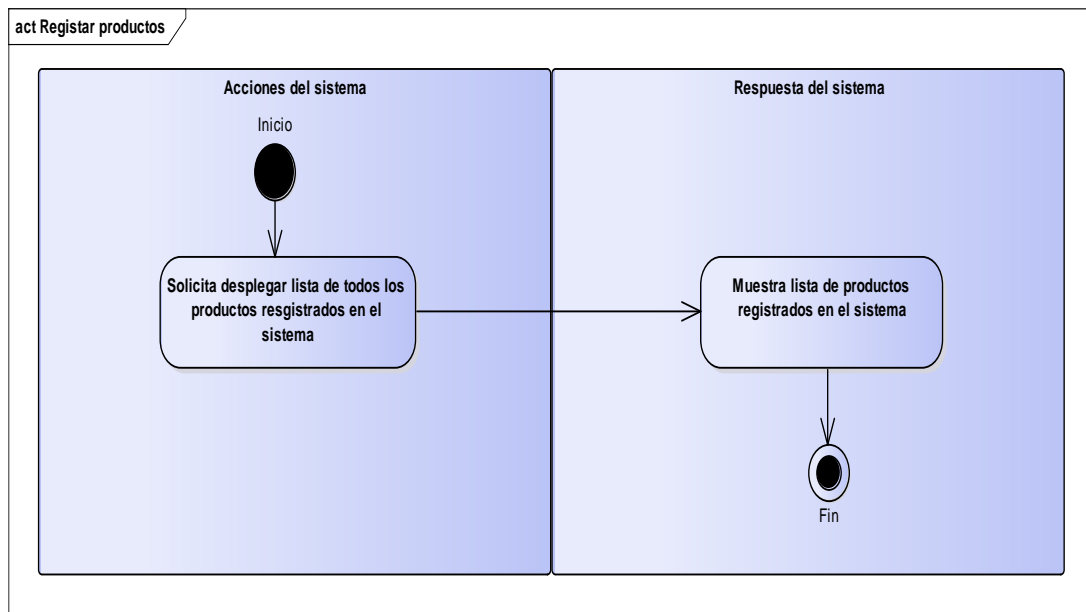 act Registar productos
Acciones del sistema
Respuesta del sistema
Inicio
Solicita desplegar lista de todos los
productos resgistrados en el
sistema
Muestra lista de productos
registrados en el sistema
Fin